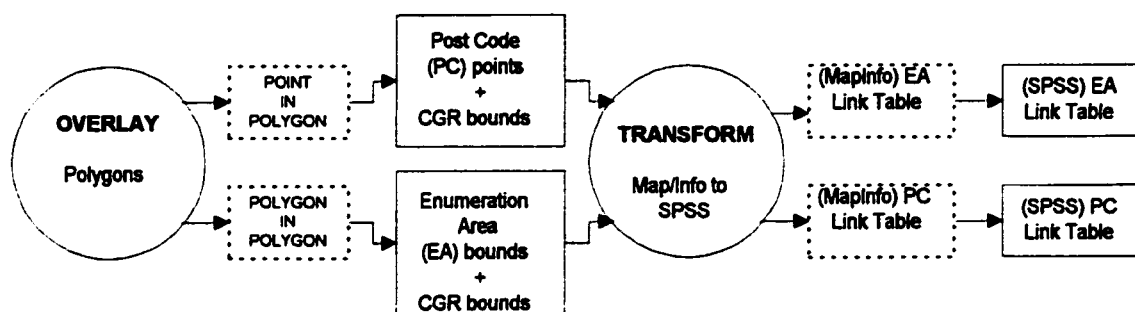 OVERLAY
Polygons
POINT
IN
POLYGON
POLYGON
IN
POLYGON
Post Code
(PC) points
+
CGR bounds
Enumeration
Area
(EA) bounds
+
CGR bounds
TRANSFORM
Map/Info to
SPSS
(MapInfo) EA
Link Table
(MapInfo) PC
Link Table
(SPSS) EA
Link Table
(SPSS) PC
Link Table